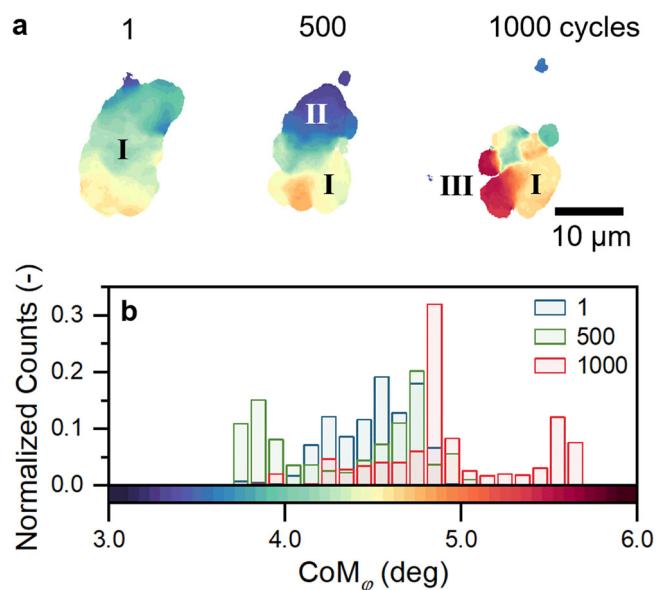 a
1 500 1000 cycles
I II I III I
10 μm
b
1
500
1000
Normalized Counts (-)
0.3
0.2
0.1
0.0
3.0 4.0 5.0 6.0
CoMφ (deg)